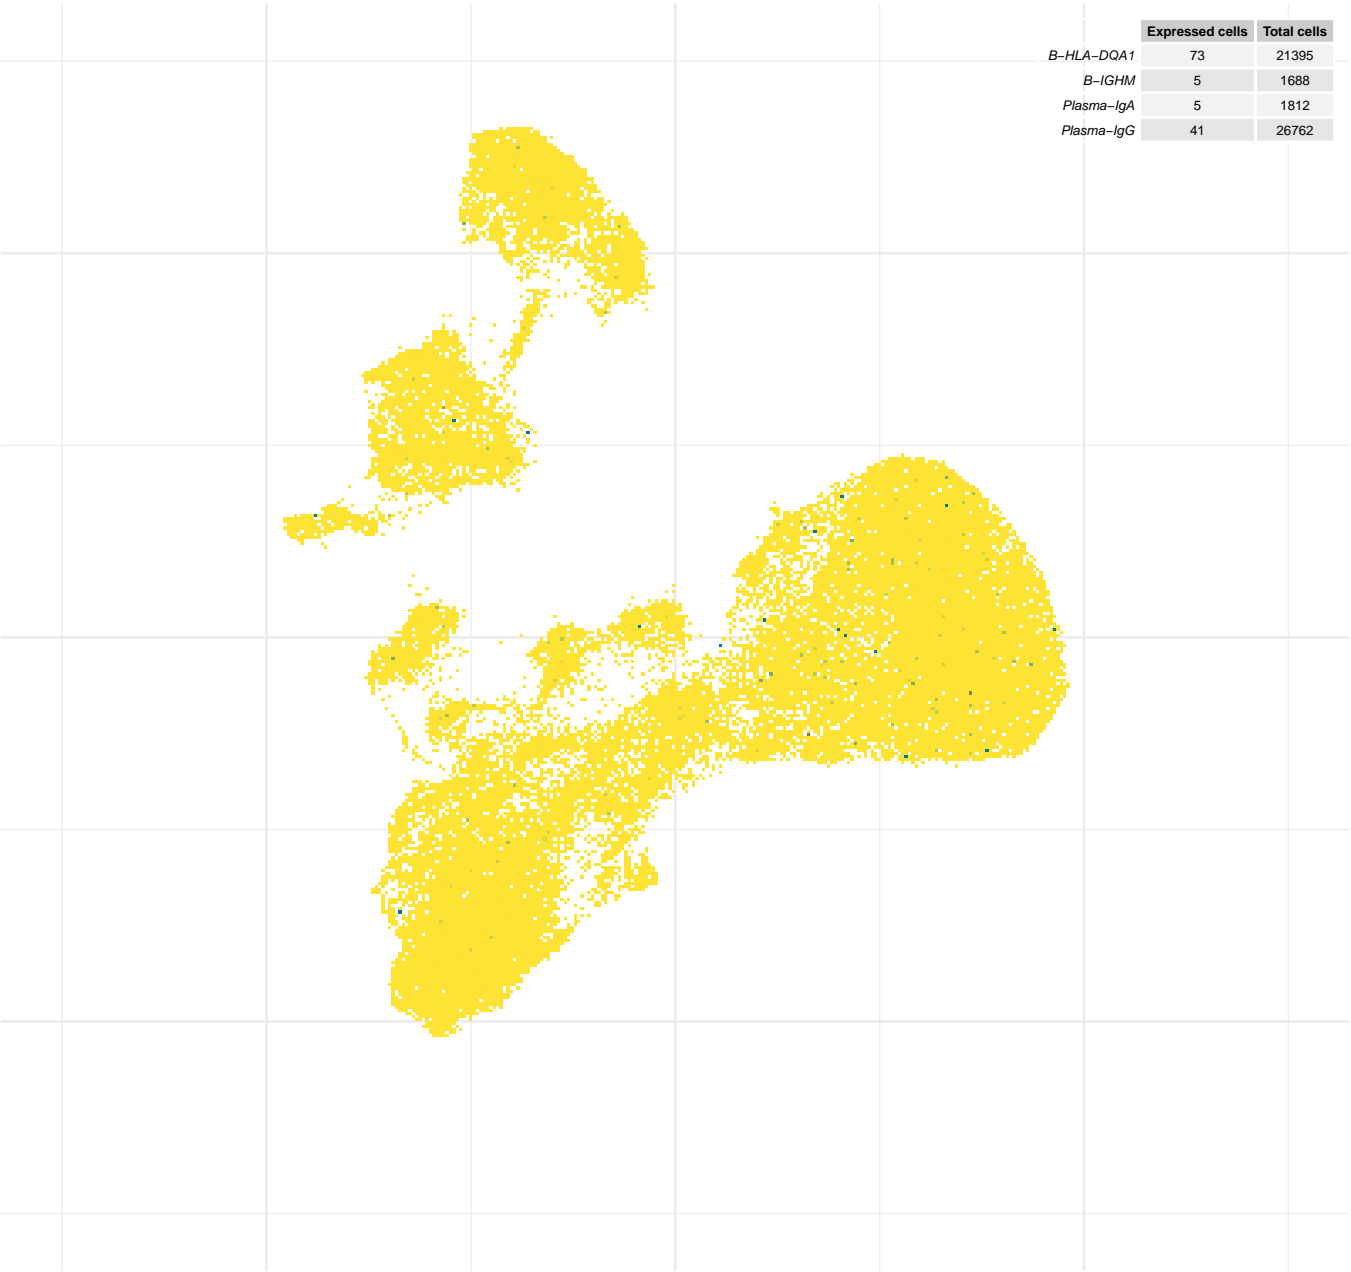 Expressed cells Total cells
B−HLA−DQA1 73 21395
B−IGHM 5 1688
Plasma−IgA 5 1812
Plasma−IgG 41 26762